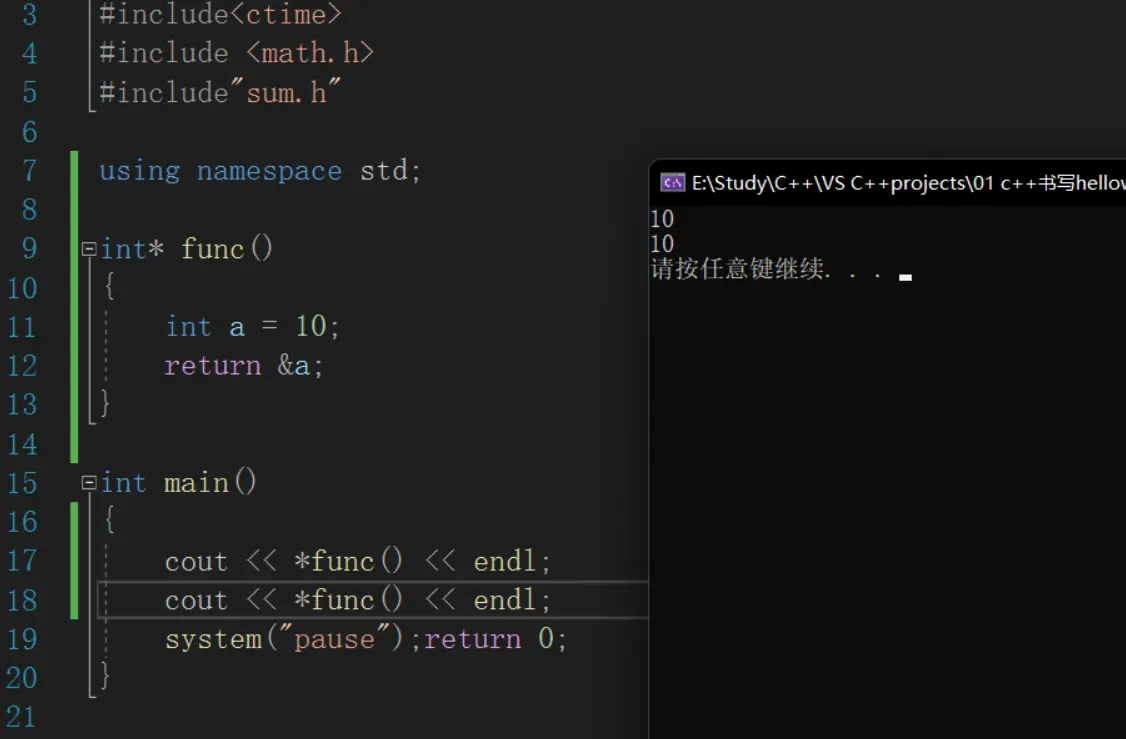 3 #include<ctime>
4 #include <math.h>
5 #include"sum.h"
6
7 using namespace std;
8
9 int* func()
10 {
11 int a = 10;
12 return &a;
13 }
14
15 int main()
16 {
17 cout << *func() << endl;
18 cout << *func() << endl;
19 system("pause");return 0;
20 }
21
E:\Study\C++\VS C++projects\01 c++书写hellow
10
10
请按任意键继续. . .